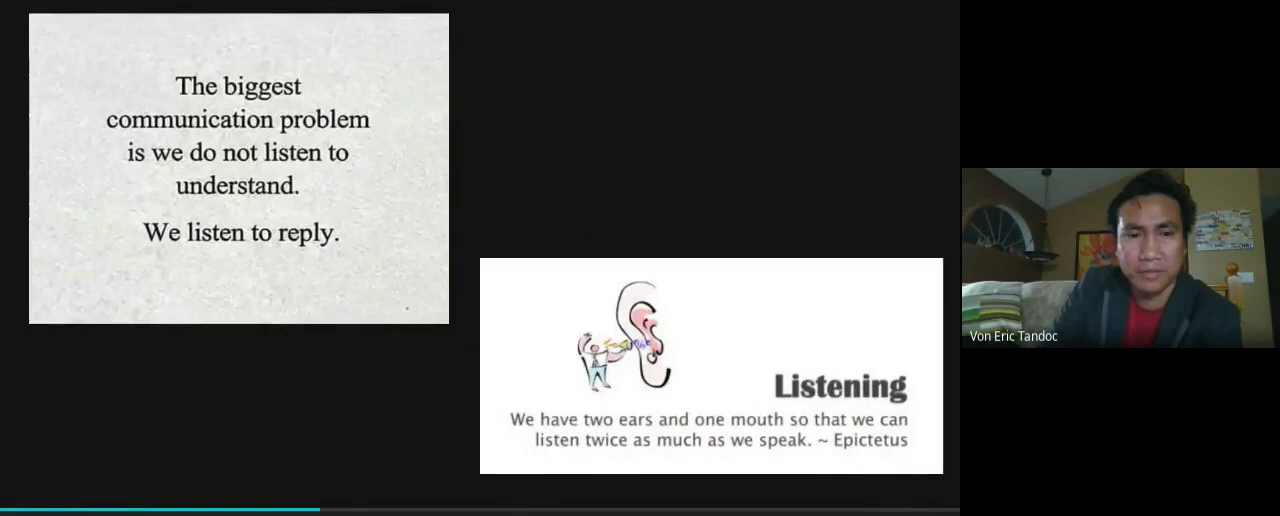 The biggest
communication problem
is we do not listen to
understand.
We listen to reply.
Listening
We have two ears and one mouth so that we can
listen twice as much as we speak. ~ Epictetus
Von Eric Tandoc